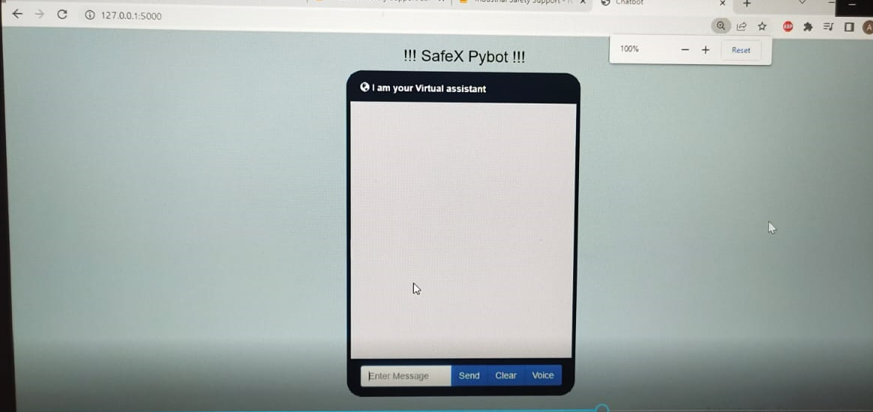 Chatbot
127.0.0.1:5000
100%
Reset
!!! SafeX Pybot !!!
I am your Virtual assistant
Enter Message
Send
Clear
Voice